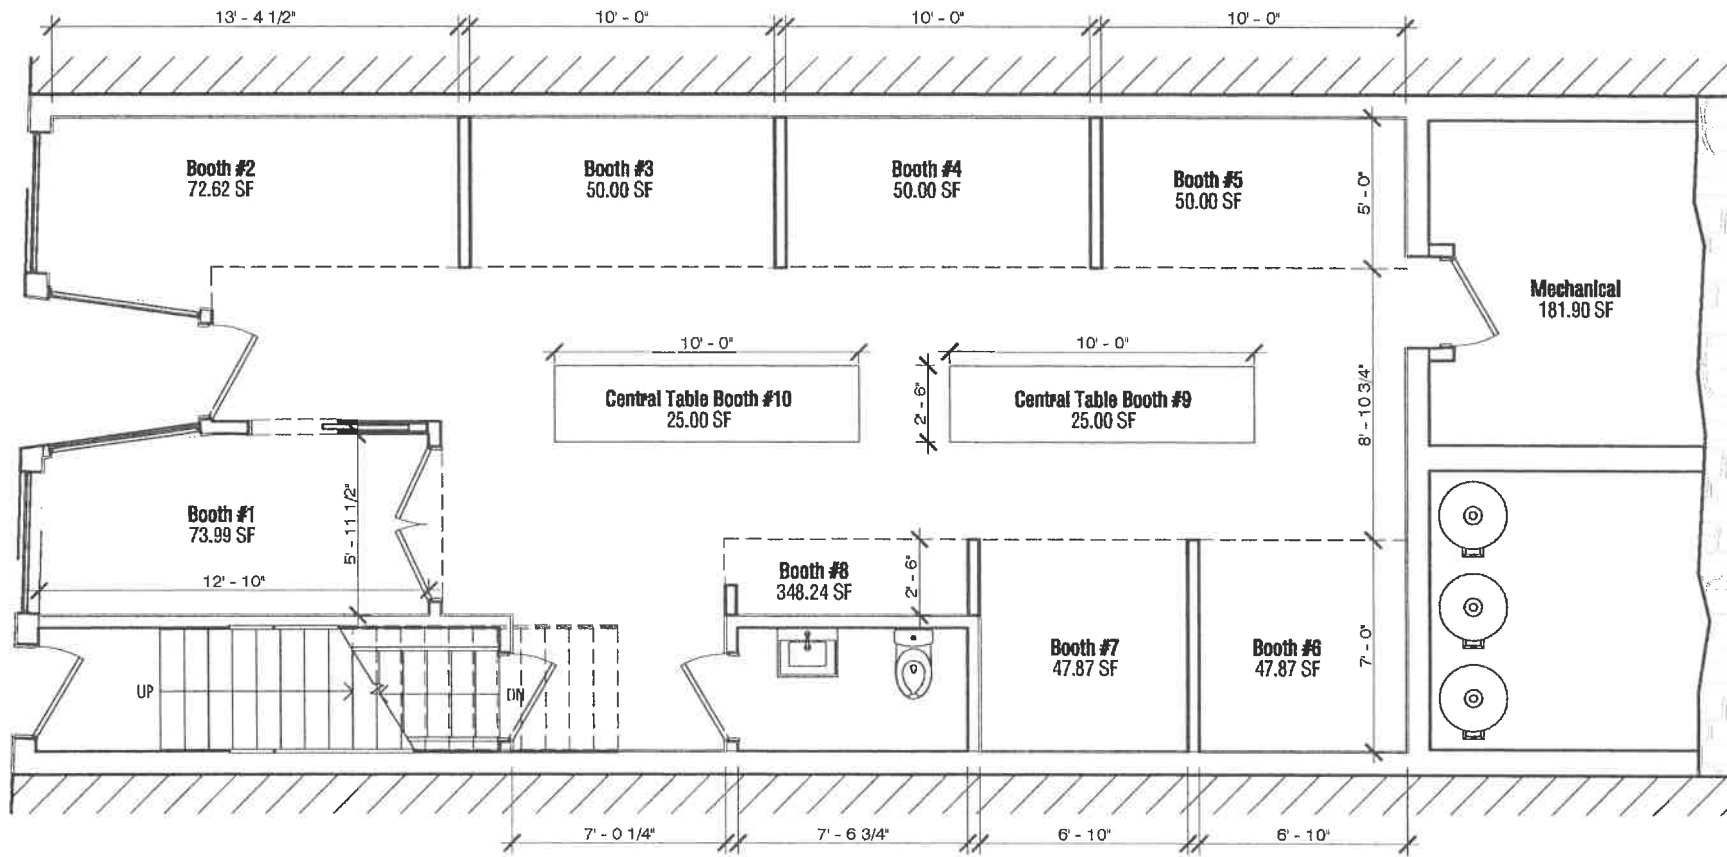 13' - 4 1/2"
10' - 0"
10' - 0"
10' - 0"
Booth #2
72.62 SF
Booth #3
50.00 SF
Booth #4
50.00 SF
Booth #5
50.00 SF
5' - 0"
Mechanical
181.90 SF
10' - 0"
10' - 0"
Central Table Booth #10
25.00 SF
2' - 6"
Central Table Booth #9
25.00 SF
8' - 10 3/4"
Booth #1
73.99 SF
5' - 11 1/2"
12' - 10"
Booth #8
348.24 SF
2' - 6"
Booth #7
47.87 SF
Booth #6
47.87 SF
7' - 0"
UP
DN
7' - 0 1/4"
7' - 6 3/4"
6' - 10"
6' - 10"